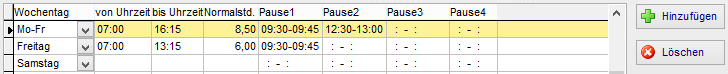 Wochentag von Uhrzeit bis Uhrzeit Normalstd. Pause1 Pause2 Pause3 Pause4
Mo-Fr 07:00 16:15 8,50 09:30-09:45 12:30-13:00 : - : : - :
Freitag 07:00 13:15 6,00 09:30-09:45 : - : : - : : - :
Samstag : - : : - : : - : : - :
Hinzufügen
Löschen